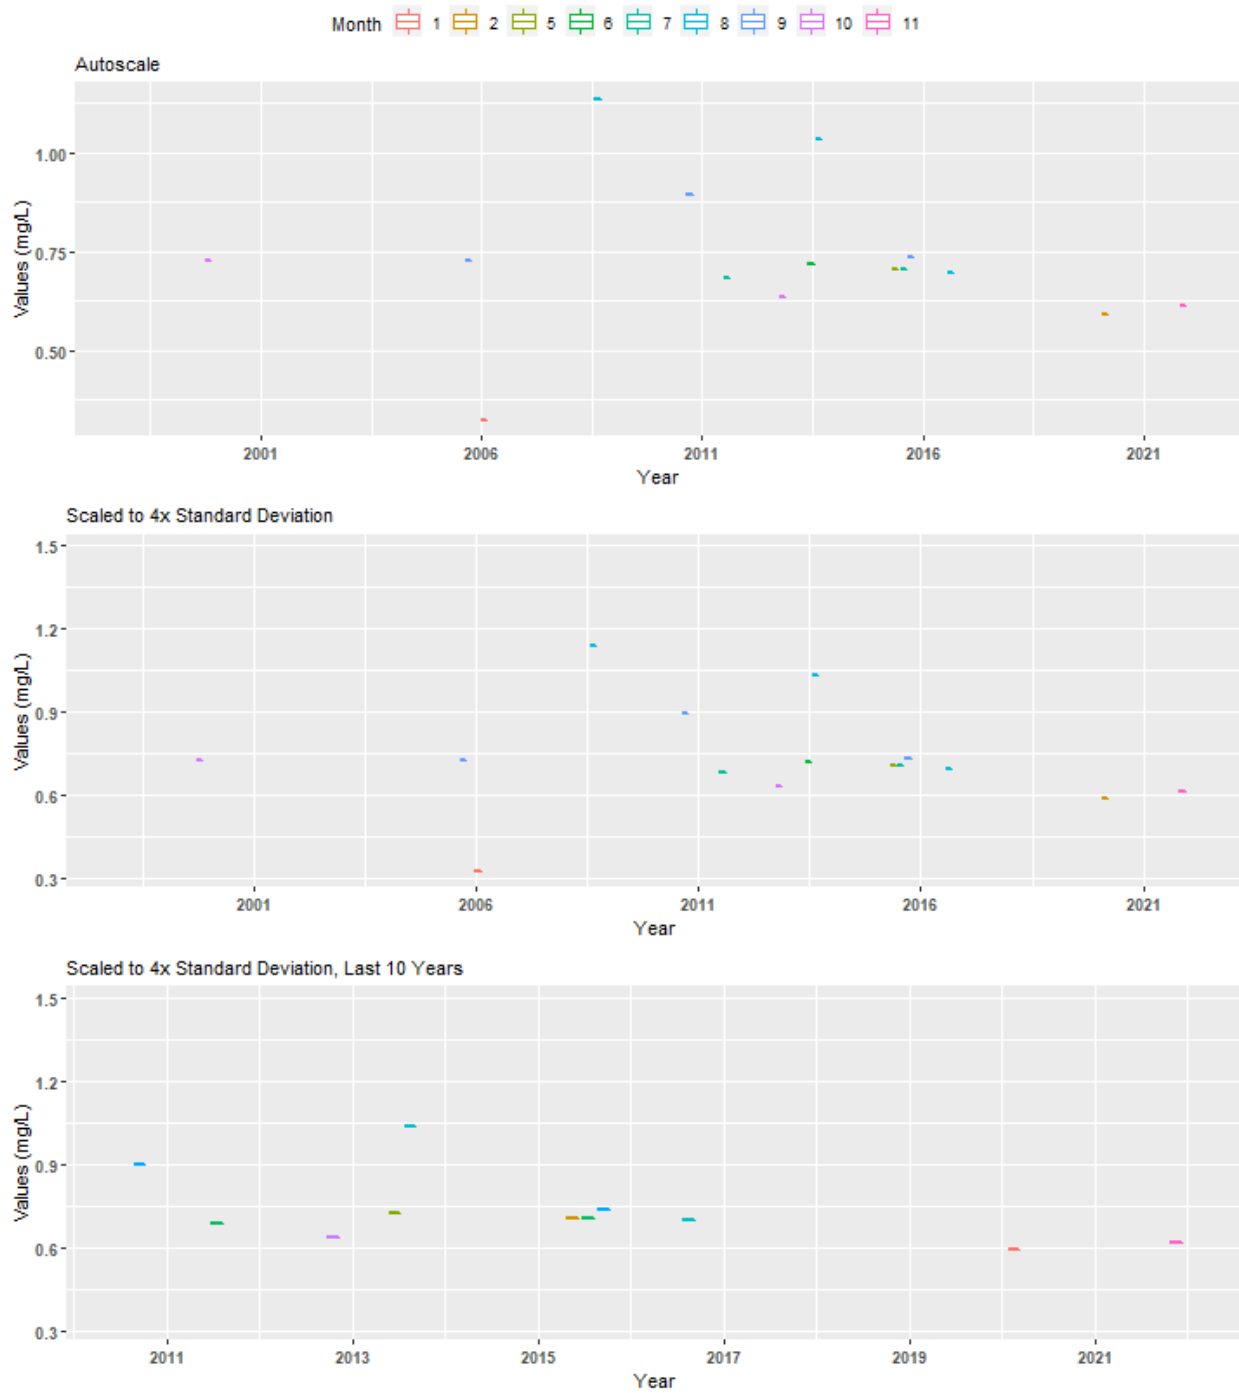 Month 1 2 5 6 7 8 9 10 11
Autoscale
Values (mg/L)
1.00
0.75
0.50
2001 2006 2011 2016 2021
Year
Scaled to 4x Standard Deviation
Values (mg/L)
1.5
1.2
0.9
0.6
0.3
2001 2006 2011 2016 2021
Year
Scaled to 4x Standard Deviation, Last 10 Years
Values (mg/L)
1.5
1.2
0.9
0.6
0.3
2011 2013 2015 2017 2019 2021
Year